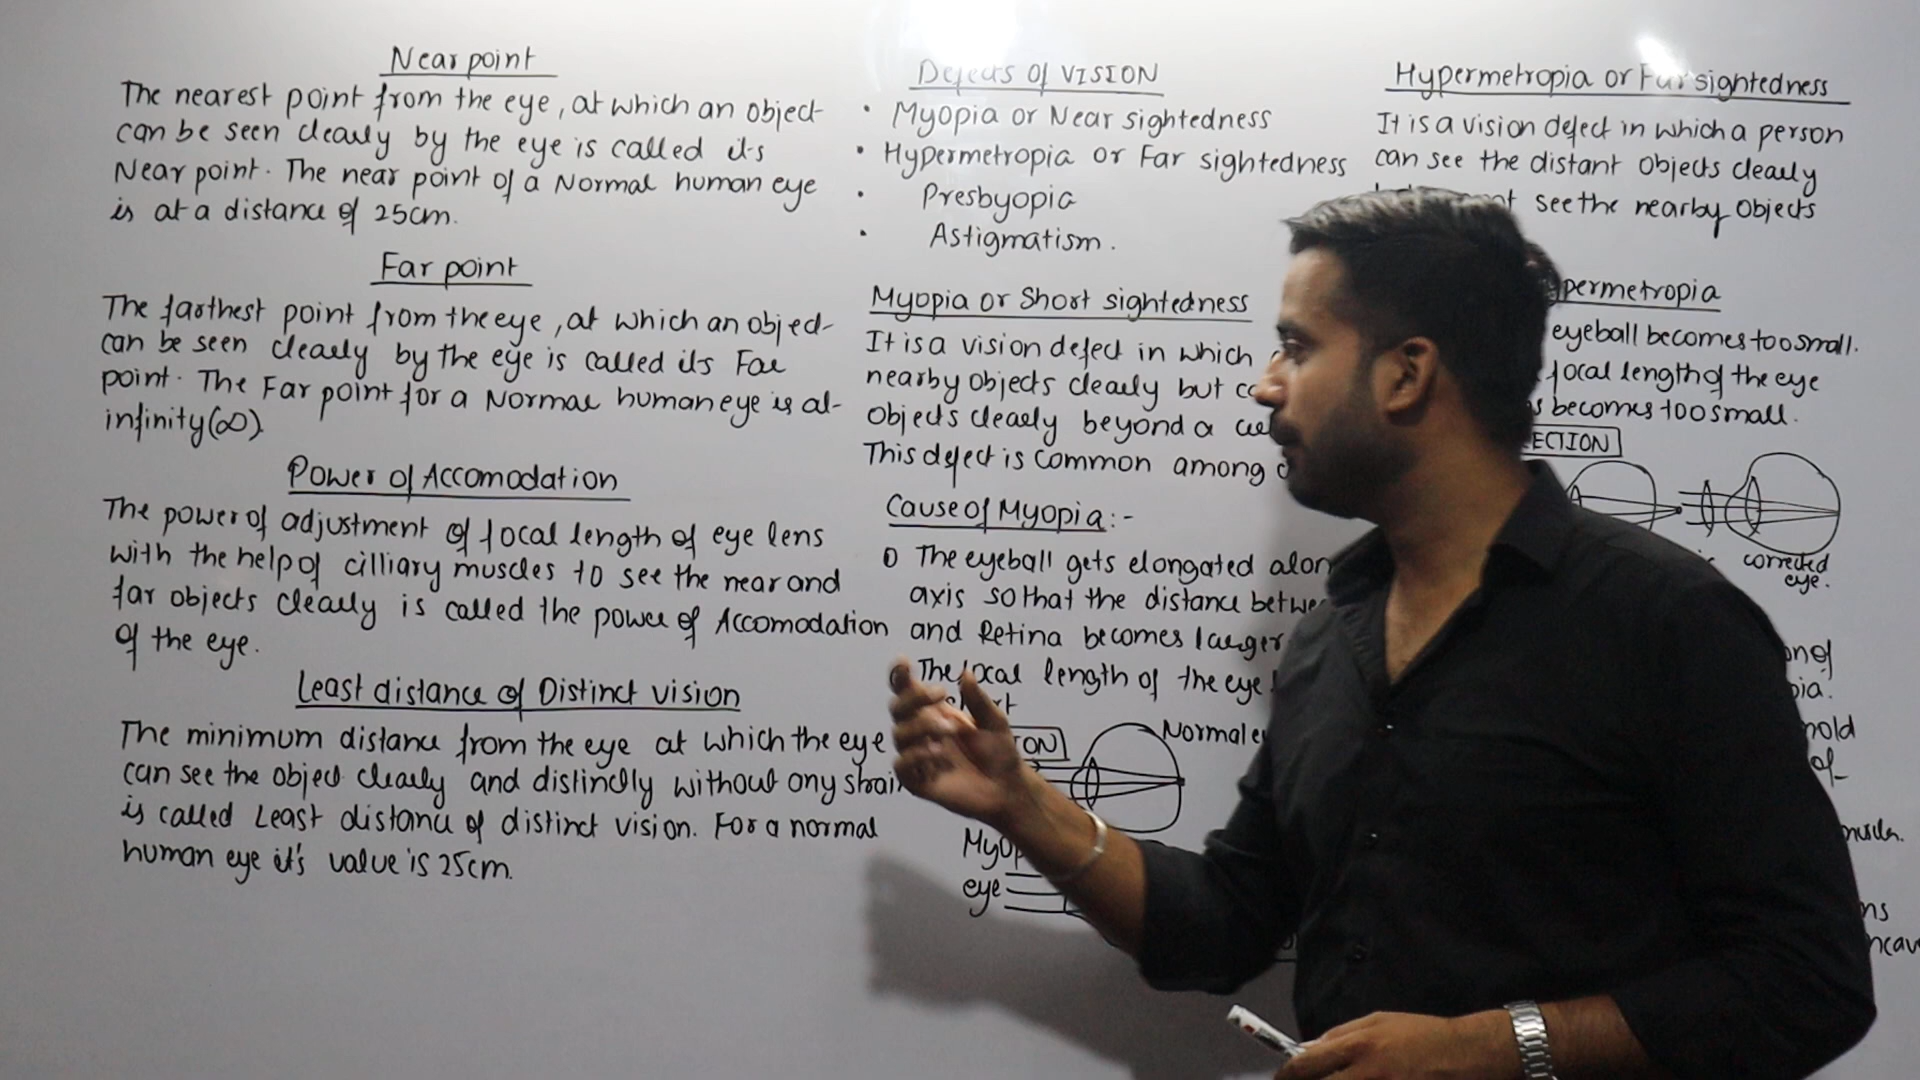 Near point
The nearest point from the eye, at which an object
can be seen clearly by the eye is called it's
Near point. The near point of a Normal human eye
is at a distance of 25cm.
Far point
The farthest point from the eye, at which an object
can be seen clearly by the eye is called its Far
point. The Far point for a Normal human eye is at
infinity (∞).
Power of Accomodation
The power of adjustment of focal length of eye lens
with the help of cilliary muscles to see the near and
far objects clearly is called the power of Accomodation
of the eye.
Least distance of Distinct vision
The minimum distance from the eye at which the eye
can see the object clearly and distinctly without any strain
is called Least distance of distinct vision. For a normal
human eye it's value is 25cm.
Defects Of VISION
• Myopia or Near sightedness
• Hypermetropia or Far sightedness
• Presbyopia
• Astigmatism.
Myopia or Short sightedness
It is a vision defect in which
nearby objects clearly but
objects clearly beyond a
This defect is common among
Cause of Myopia :-
① The eyeball gets elongated
axis so that the distance
and Retina becomes larger
The focal length of the eye
Normal
eye
Hypermetropia or Far sightedness
It is a vision defect in which a person
can see the distant objects clearly
see the nearby objects
eyeball becomes too small.
focal length of the eye
becomes too small.
corrected
eye.